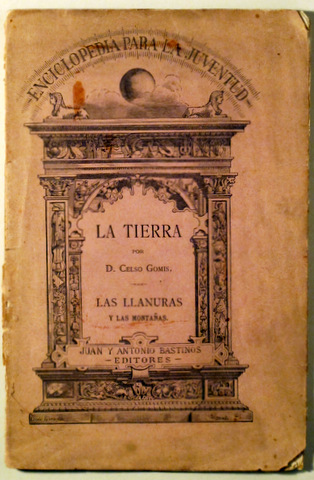 ENCICLOPEDIA PARA LA JUVENTUD
LA TIERRA
POR
D. CELSO GOMIS.
LAS LLANURAS
Y LAS MONTAÑAS.
JUAN Y ANTONIO BASTINOS
-EDITORES-